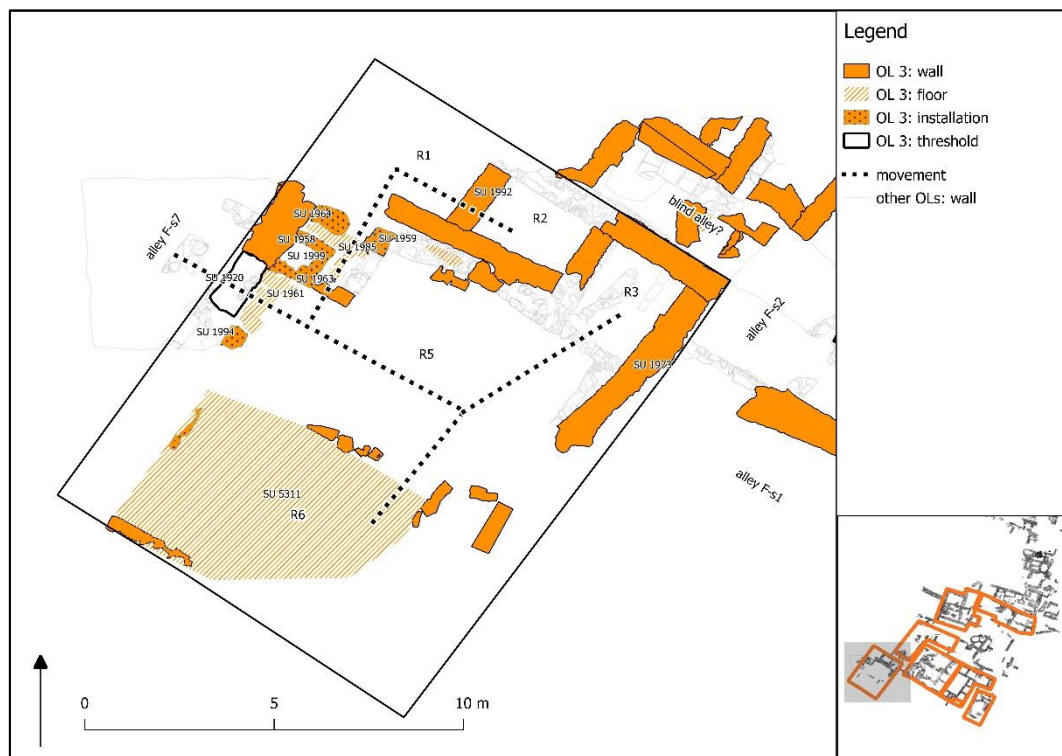 R1
SU 1992
R2
SU 1964
alley F-s7
SU 1958
SU 1985
SU 1959
SU 1999
SU 1920
SU 1963
SU 1961
SU 1994
blind alley?
R3
alley F-s2
R5
SU 1973
alley F-s1
SU 5311
R6
0
5
10 m
Legend
OL 3: wall
OL 3: floor
OL 3: installation
OL 3: threshold
movement
other OLs: wall